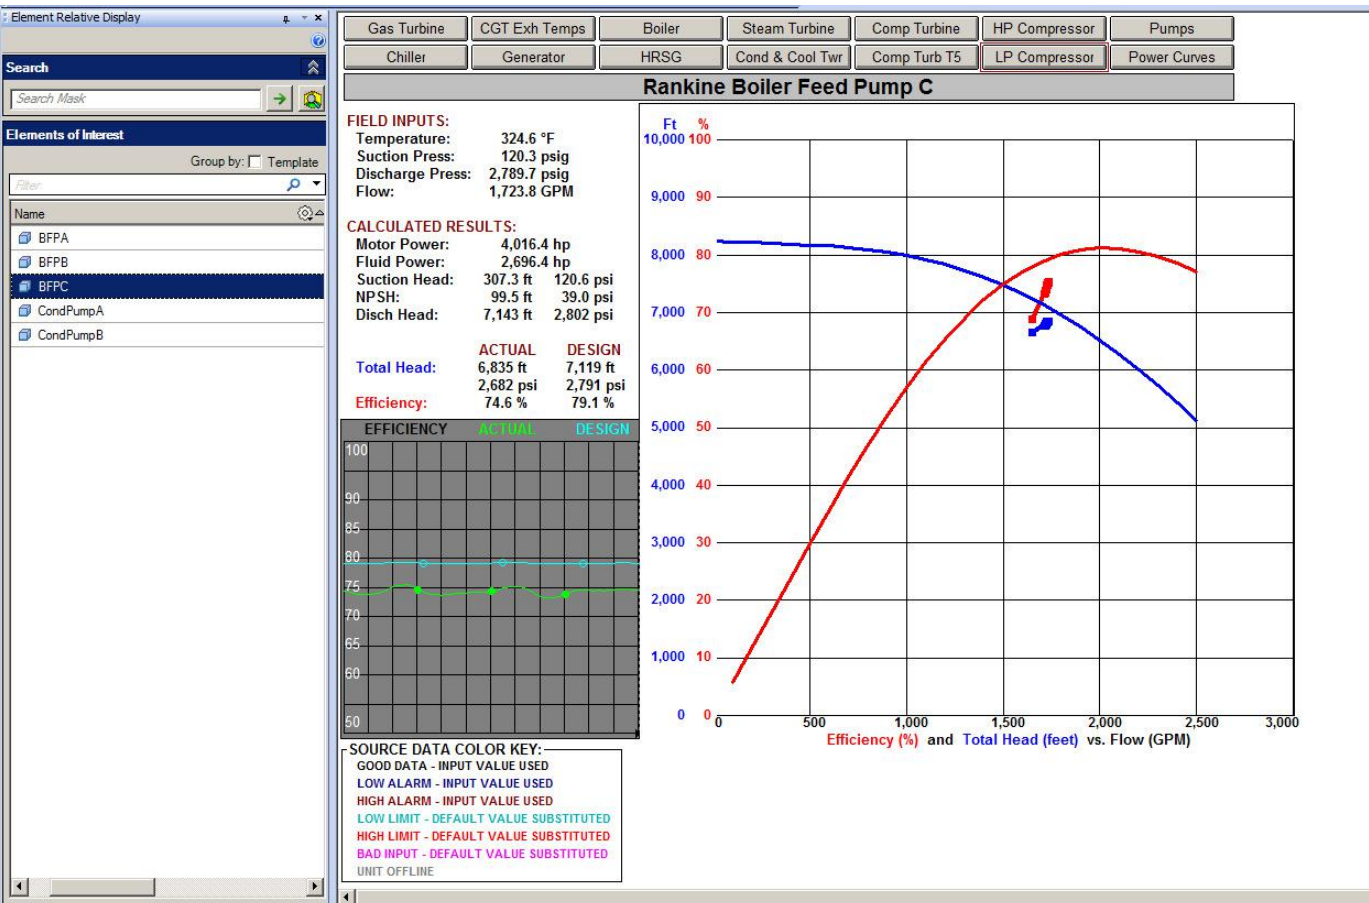 Element Relative Display
Search
Search Mask
Elements of Interest
Group by: Template
Filter
Name
BFPA
BFPB
BFPC
CondPumpA
CondPumpB
Gas Turbine CGT Exh Temps Boiler Steam Turbine Comp Turbine HP Compressor Pumps
Chiller Generator HRSG Cond & Cool Twr Comp Turb T5 LP Compressor Power Curves
Rankine Boiler Feed Pump C
FIELD INPUTS:
Temperature: 324.6 °F
Suction Press: 120.3 psig
Discharge Press: 2,789.7 psig
Flow: 1,723.8 GPM
CALCULATED RESULTS:
Motor Power: 4,016.4 hp
Fluid Power: 2,696.4 hp
Suction Head: 307.3 ft 120.6 psi
NPSH: 99.5 ft 39.0 psi
Disch Head: 7,143 ft 2,802 psi
ACTUAL DESIGN
Total Head: 6,835 ft 7,119 ft
2,682 psi 2,791 psi
Efficiency: 74.6 % 79.1 %
EFFICIENCY ACTUAL DESIGN
100
90
85
80
75
70
65
60
50
SOURCE DATA COLOR KEY:
GOOD DATA - INPUT VALUE USED
LOW ALARM - INPUT VALUE USED
HIGH ALARM - INPUT VALUE USED
LOW LIMIT - DEFAULT VALUE SUBSTITUTED
HIGH LIMIT - DEFAULT VALUE SUBSTITUTED
BAD INPUT - DEFAULT VALUE SUBSTITUTED
UNIT OFFLINE
Ft %
10,000 100
9,000 90
8,000 80
7,000 70
6,000 60
5,000 50
4,000 40
3,000 30
2,000 20
1,000 10
0 0
0 500 1,000 1,500 2,000 2,500 3,000
Efficiency (%) and Total Head (feet) vs. Flow (GPM)